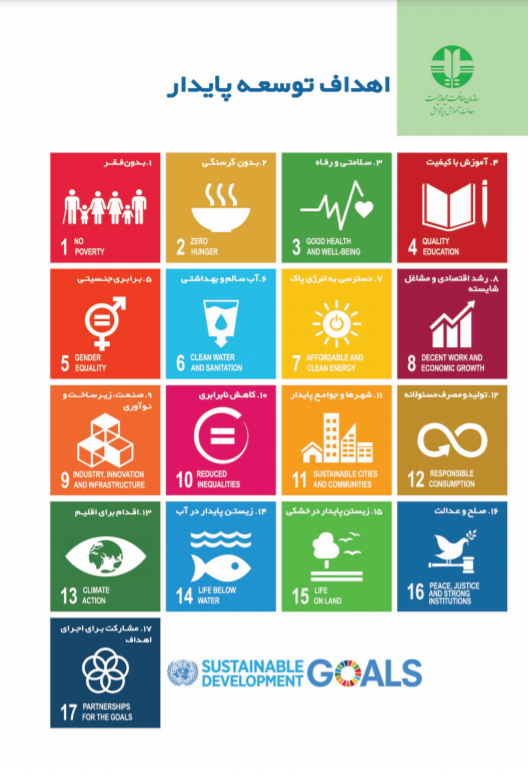 سازمان حفاظت محیط زیست
معاونت آموزش و پژوهش
اهداف توسعه پایدار
۱. بدون فقر
1 NO
POVERTY
۲. بدون گرسنگی
2 ZERO
HUNGER
۳. سلامتی و رفاه
3 GOOD HEALTH
AND WELL-BEING
۴. آموزش با کیفیت
4 QUALITY
EDUCATION
۵. برابری جنسیتی
5 GENDER
EQUALITY
۶. آب سالم و بهداشتی
6 CLEAN WATER
AND SANITATION
۷. دسترسی به انرژی پاک
7 AFFORDABLE AND
CLEAN ENERGY
۸. رشد اقتصادی و مشاغل
شایسته
8 DECENT WORK AND
ECONOMIC GROWTH
۹. صنعت، زیرساخت و
نوآوری
9 INDUSTRY, INNOVATION
AND INFRASTRUCTURE
۱۰. کاهش نابرابری
10 REDUCED
INEQUALITIES
۱۱. شهرها و جوامع پایدار
11 SUSTAINABLE CITIES
AND COMMUNITIES
۱۲. تولید و مصرف مسئولانه
12 RESPONSIBLE
CONSUMPTION
۱۳. اقدام برای اقلیم
13 CLIMATE
ACTION
۱۴. زیستن پایدار در آب
14 LIFE BELOW
WATER
۱۵. زیستن پایدار در خشکی
15 LIFE
ON LAND
۱۶. صلح و عدالت
16 PEACE, JUSTICE
AND STRONG
INSTITUTIONS
۱۷. مشارکت برای اجرای
اهداف
17 PARTNERSHIPS
FOR THE GOALS
SUSTAINABLE
DEVELOPMENT GOALS